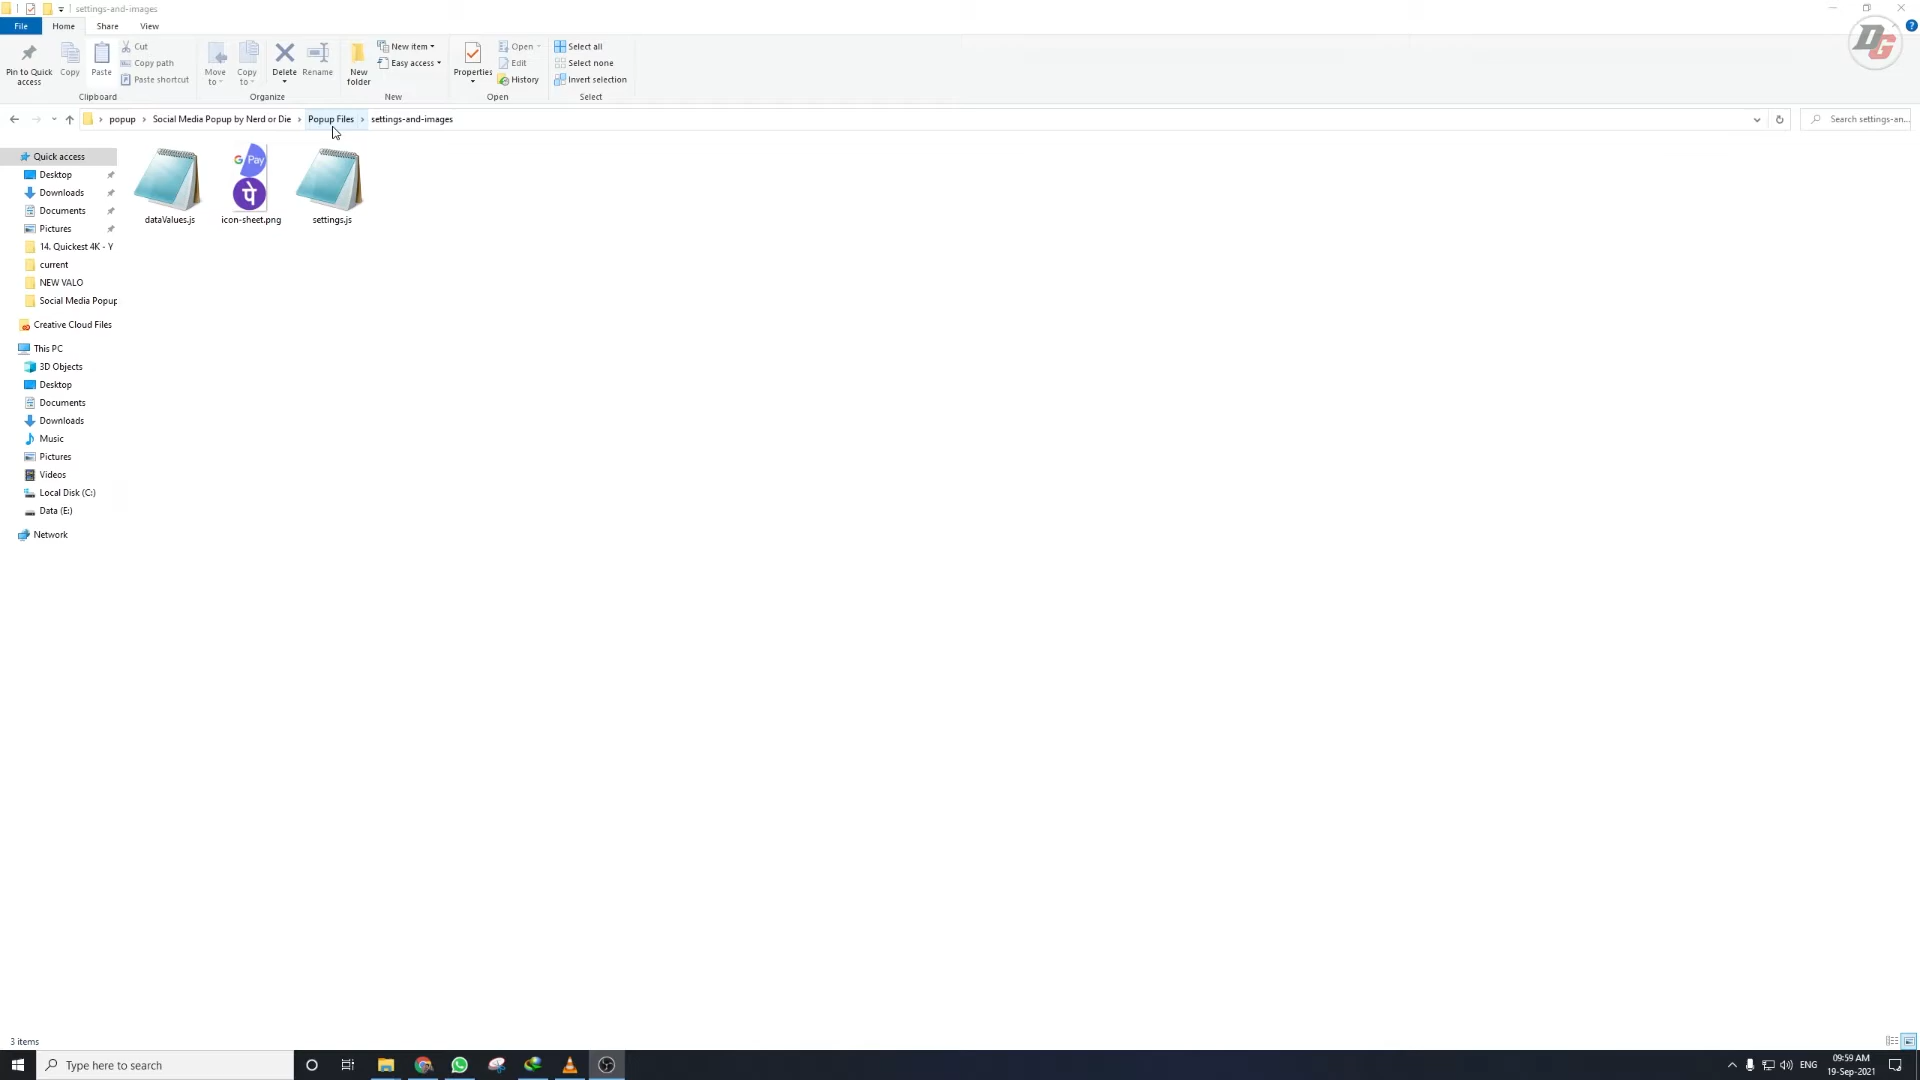 settings-and-images
File Home Share View
Pin to Quick access
Copy
Paste
Cut
Copy path
Paste shortcut
Clipboard
Move to
Copy to
Delete
Rename
Organize
New folder
New item
Easy access
New
Properties
Open
Edit
History
Open
Select all
Select none
Invert selection
Select
DG
popup Social Media Popup by Nerd or Die Popup Files settings-and-images
Search settings-an...
Quick access
Desktop
Downloads
Documents
Pictures
14. Quickest 4K - Y
current
NEW VALO
Social Media Popup
Creative Cloud Files
This PC
3D Objects
Desktop
Documents
Downloads
Music
Pictures
Videos
Local Disk (C:)
Data (E:)
Network
G Pay
पे
dataValues.js icon-sheet.png settings.js
3 items
Type here to search
ENG
09:59 AM
19-Sep-2021